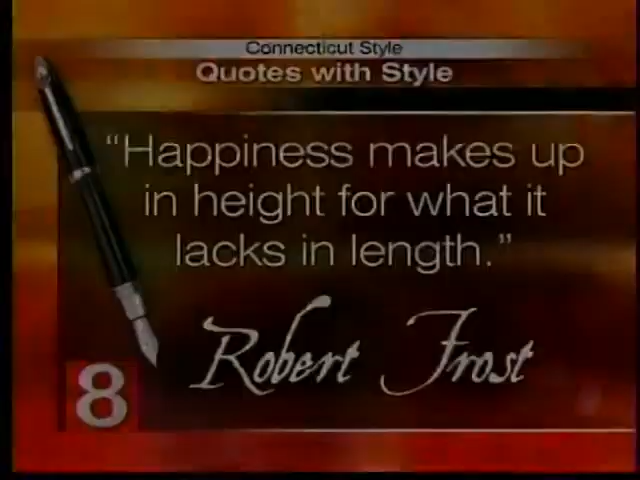 Connecticut Style
Quotes with Style
“Happiness makes up
in height for what it
lacks in length.”
Robert Frost
8